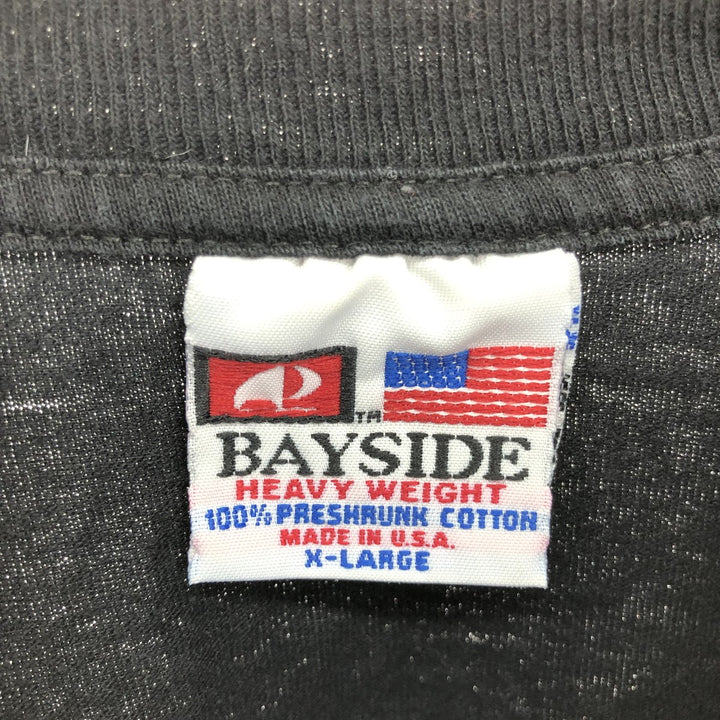 TM
BAYSIDE
HEAVY WEIGHT
100% PRESHRUNK COTTON
MADE IN U.S.A.
X-LARGE